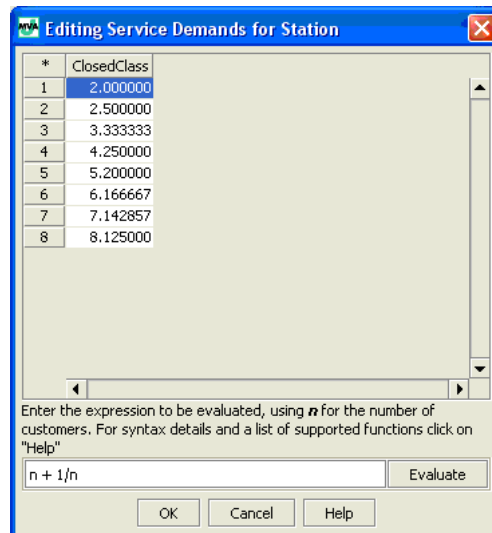 MVA Editing Service Demands for Station
* ClosedClass
1 2.000000
2 2.500000
3 3.333333
4 4.250000
5 5.200000
6 6.166667
7 7.142857
8 8.125000
Enter the expression to be evaluated, using n for the number of
customers. For syntax details and a list of supported functions click on
"Help"
n + 1/n Evaluate
OK Cancel Help